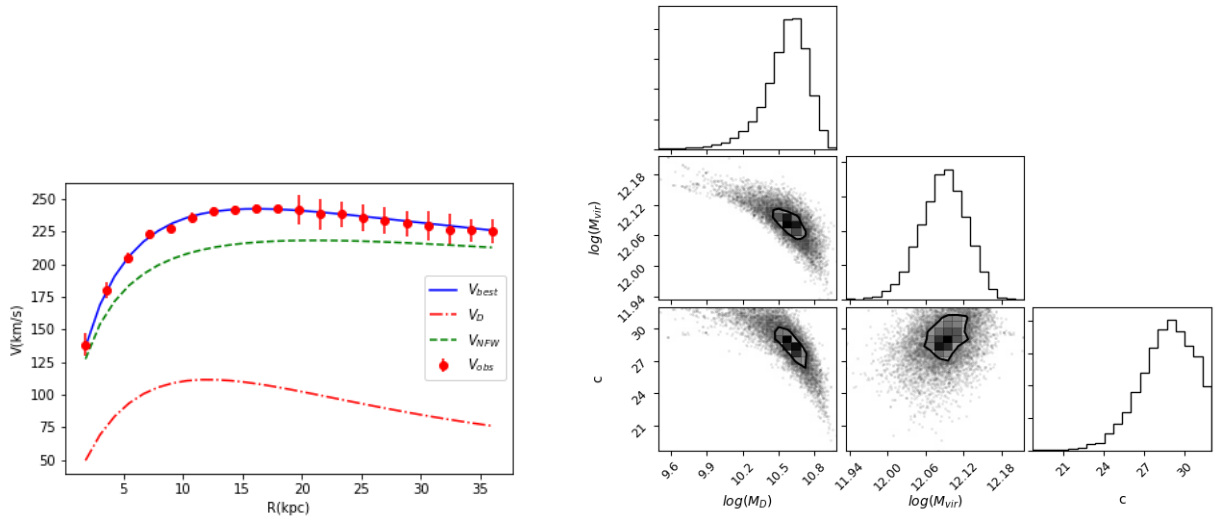 250
225
200
175
150
125
100
75
50
V(km/s)
5 10 15 20 25 30 35
R(kpc)
V_best
V_D
V_NFW
V_obs
12.18
12.12
12.06
12.00
11.94
log(M_vir)
30
27
24
21
c
9.6 9.9 10.2 10.5 10.8
log(M_D)
11.94 12.00 12.06 12.12 12.18
log(M_vir)
21 24 27 30
c